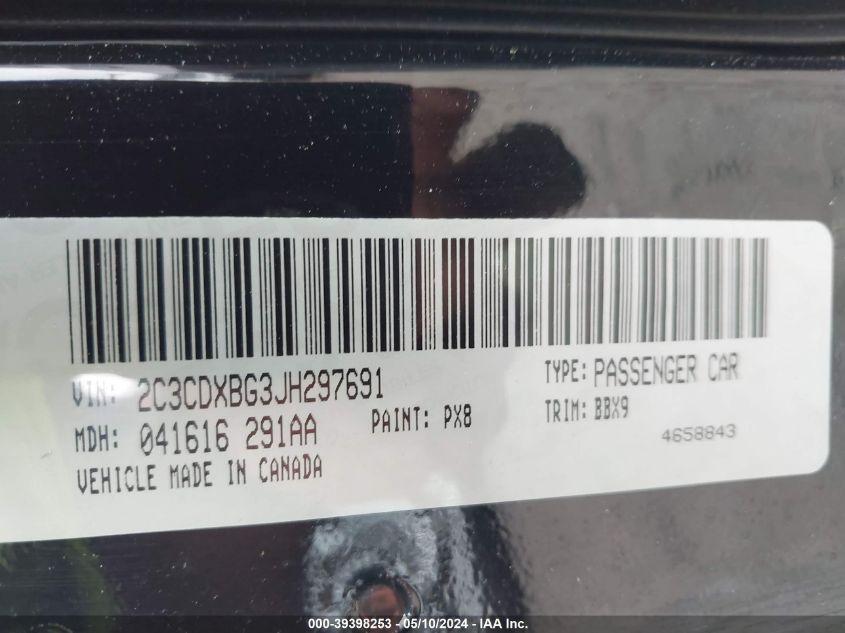 VIN: 2C3CDXBG3JH297691
TYPE: PASSENGER CAR
MDH: 041616 291AA
PAINT: PX8
TRIM: BBX9
4658843
VEHICLE MADE IN CANADA
000-39398253 - 05/10/2024 - IAA Inc.